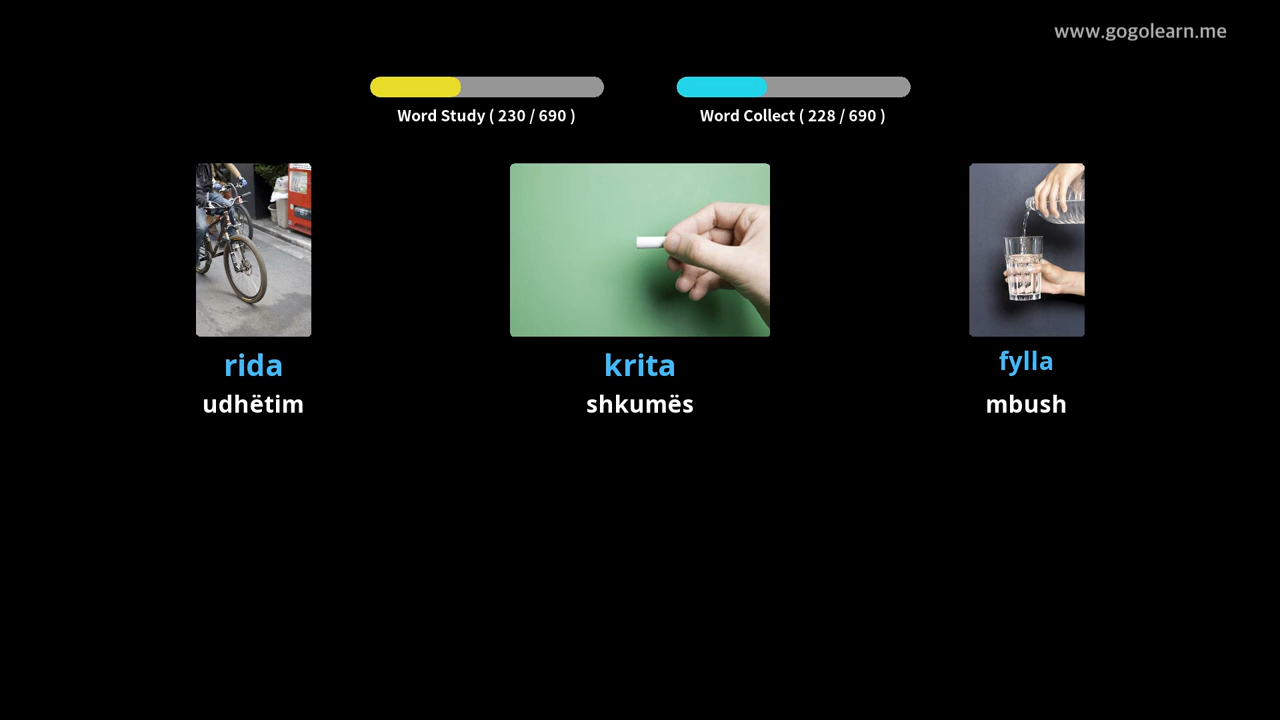 www.gogolearn.me
Word Study ( 230 / 690 )
Word Collect ( 228 / 690 )
rida
udhëtim
krita
shkumës
fylla
mbush